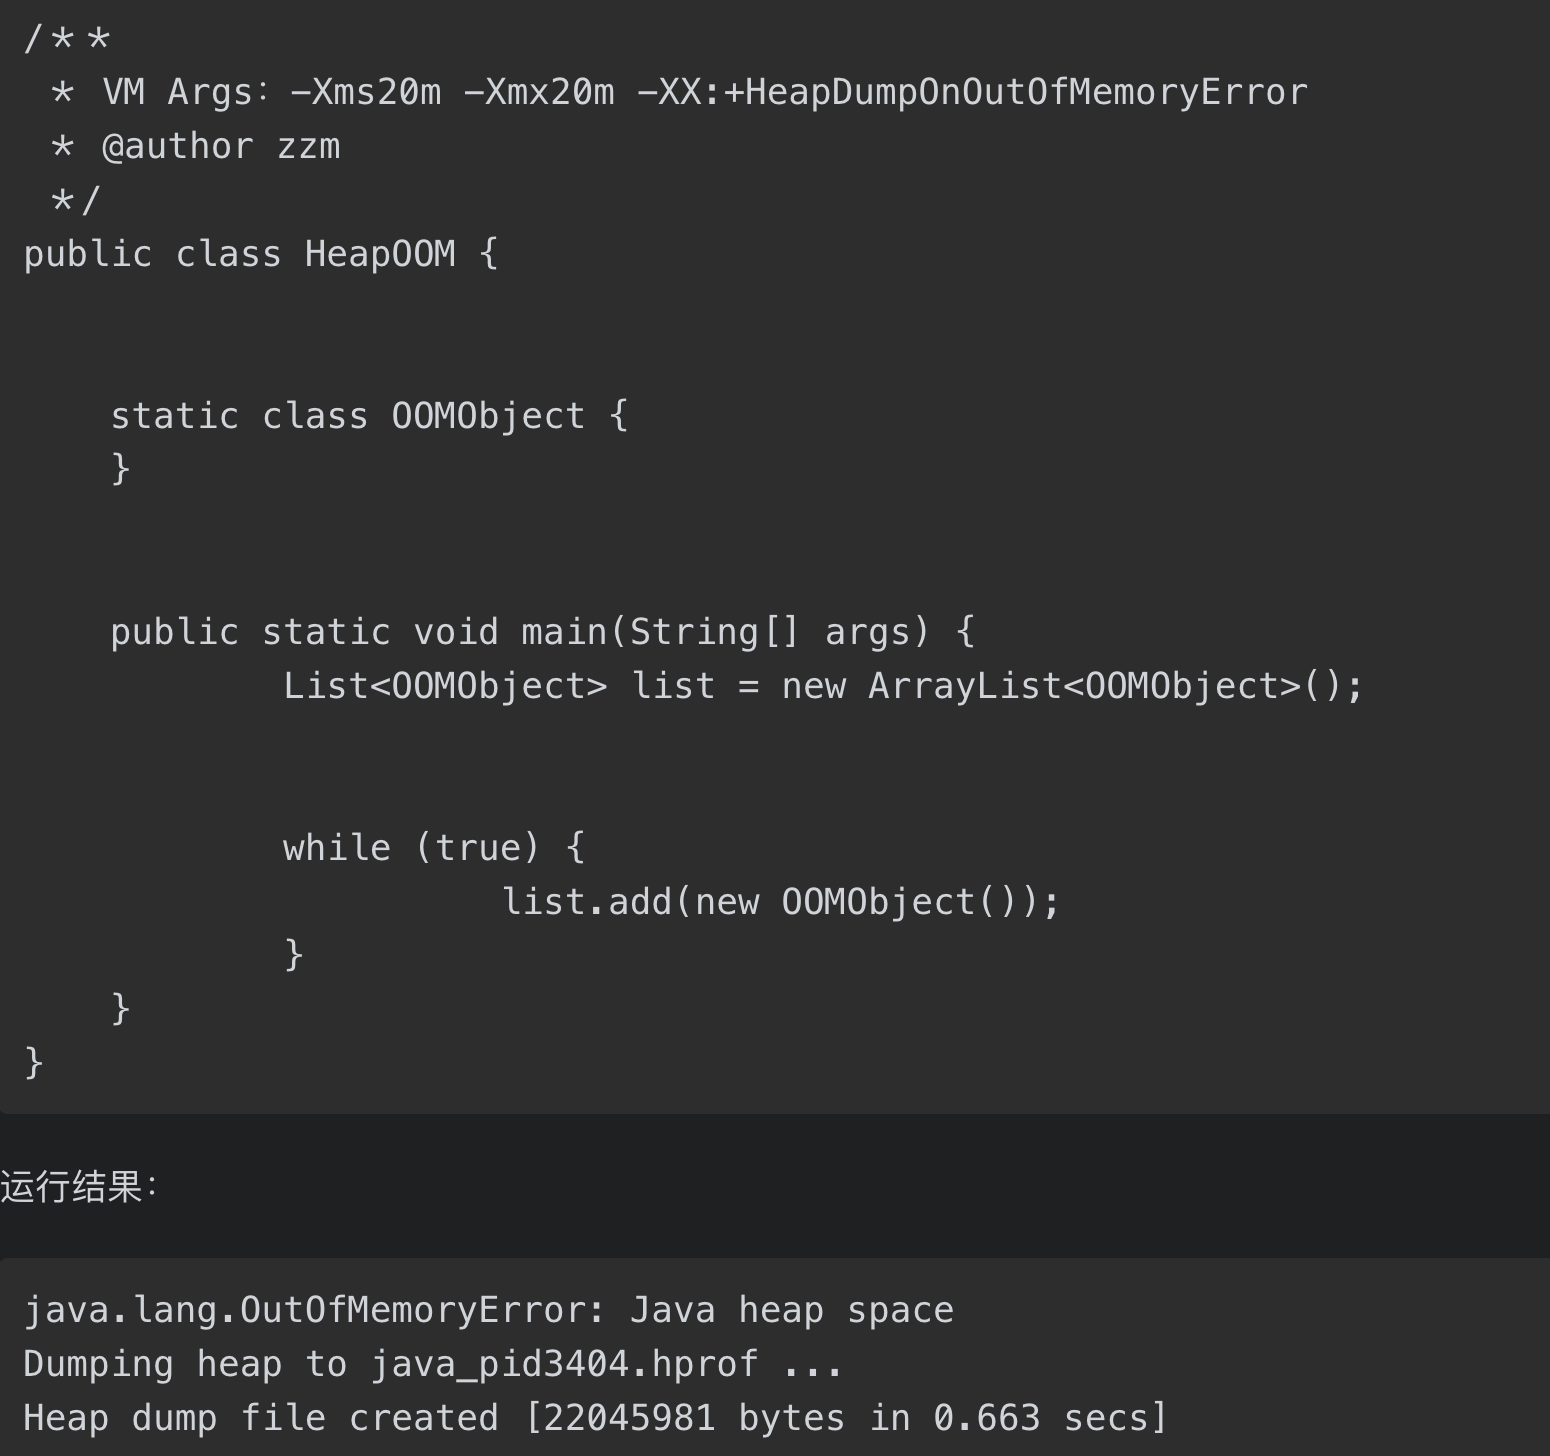 /**
 * VM Args：-Xms20m -Xmx20m -XX:+HeapDumpOnOutOfMemoryError
 * @author zzm
 */
public class HeapOOM {
    static class OOMObject {
    }
    public static void main(String[] args) {
            List<OOMObject> list = new ArrayList<OOMObject>();
            while (true) {
                      list.add(new OOMObject());
            }
    }
}
运行结果：
java.lang.OutOfMemoryError: Java heap space
Dumping heap to java_pid3404.hprof ...
Heap dump file created [22045981 bytes in 0.663 secs]